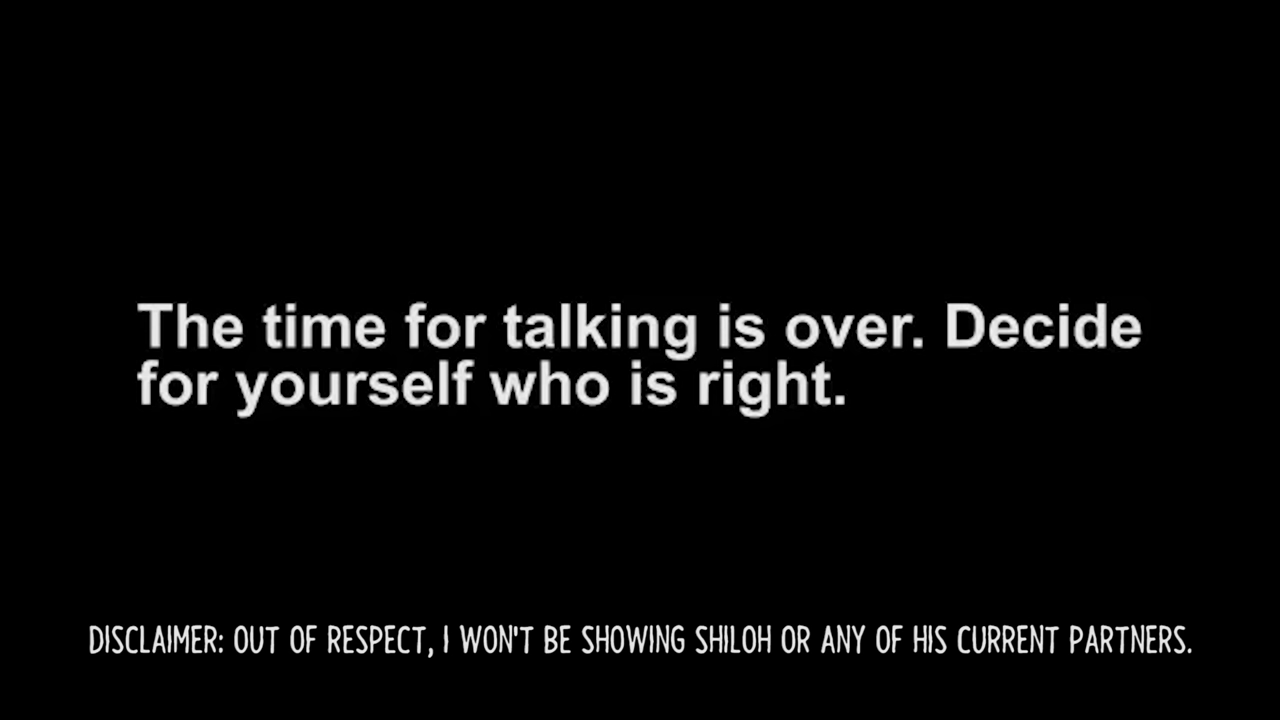 The time for talking is over. Decide
for yourself who is right.
DISCLAIMER: OUT OF RESPECT, I WON'T BE SHOWING SHILOH OR ANY OF HIS CURRENT PARTNERS.